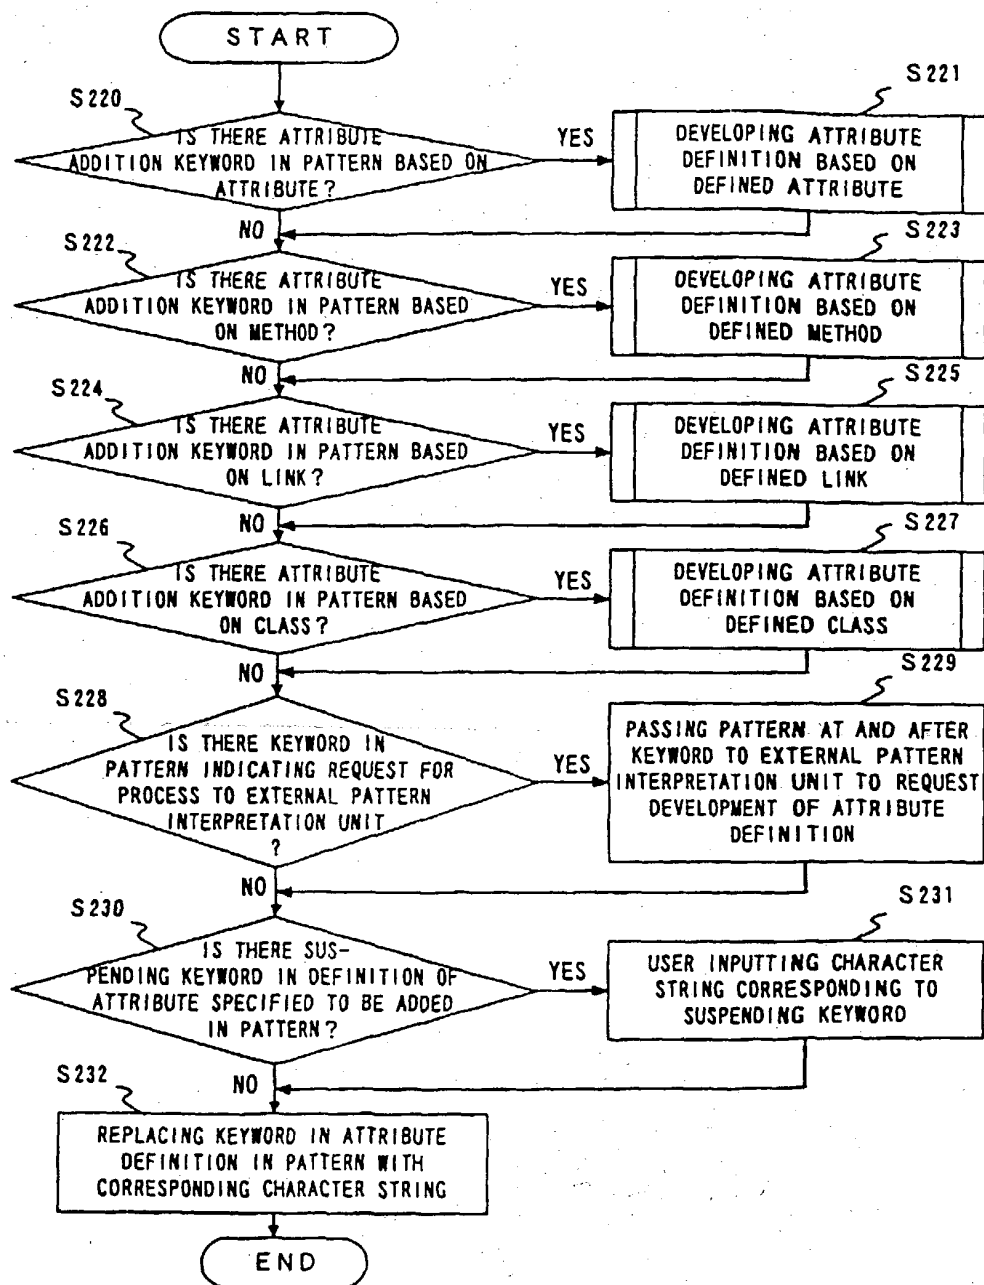 START
S220
IS THERE ATTRIBUTE
ADDITION KEYWORD IN PATTERN BASED ON
ATTRIBUTE?
YES
NO
S221
DEVELOPING ATTRIBUTE
DEFINITION BASED ON
DEFINED ATTRIBUTE
S222
IS THERE ATTRIBUTE
ADDITION KEYWORD IN PATTERN BASED
ON METHOD?
YES
NO
S223
DEVELOPING ATTRIBUTE
DEFINITION BASED ON
DEFINED METHOD
S224
IS THERE ATTRIBUTE
ADDITION KEYWORD IN PATTERN BASED
ON LINK?
YES
NO
S225
DEVELOPING ATTRIBUTE
DEFINITION BASED ON
DEFINED LINK
S226
IS THERE ATTRIBUTE
ADDITION KEYWORD IN PATTERN BASED
ON CLASS?
YES
NO
S227
DEVELOPING ATTRIBUTE
DEFINITION BASED ON
DEFINED CLASS
S228
IS THERE KEYWORD IN
PATTERN INDICATING REQUEST FOR
PROCESS TO EXTERNAL PATTERN
INTERPRETATION UNIT
?
YES
NO
S229
PASSING PATTERN AT AND AFTER
KEYWORD TO EXTERNAL PATTERN
INTERPRETATION UNIT TO REQUEST
DEVELOPMENT OF ATTRIBUTE
DEFINITION
S230
IS THERE SUS-
PENDING KEYWORD IN DEFINITION OF
ATTRIBUTE SPECIFIED TO BE ADDED
IN PATTERN?
YES
NO
S231
USER INPUTTING CHARACTER
STRING CORRESPONDING TO
SUSPENDING KEYWORD
S232
REPLACING KEYWORD IN ATTRIBUTE
DEFINITION IN PATTERN WITH
CORRESPONDING CHARACTER STRING
END